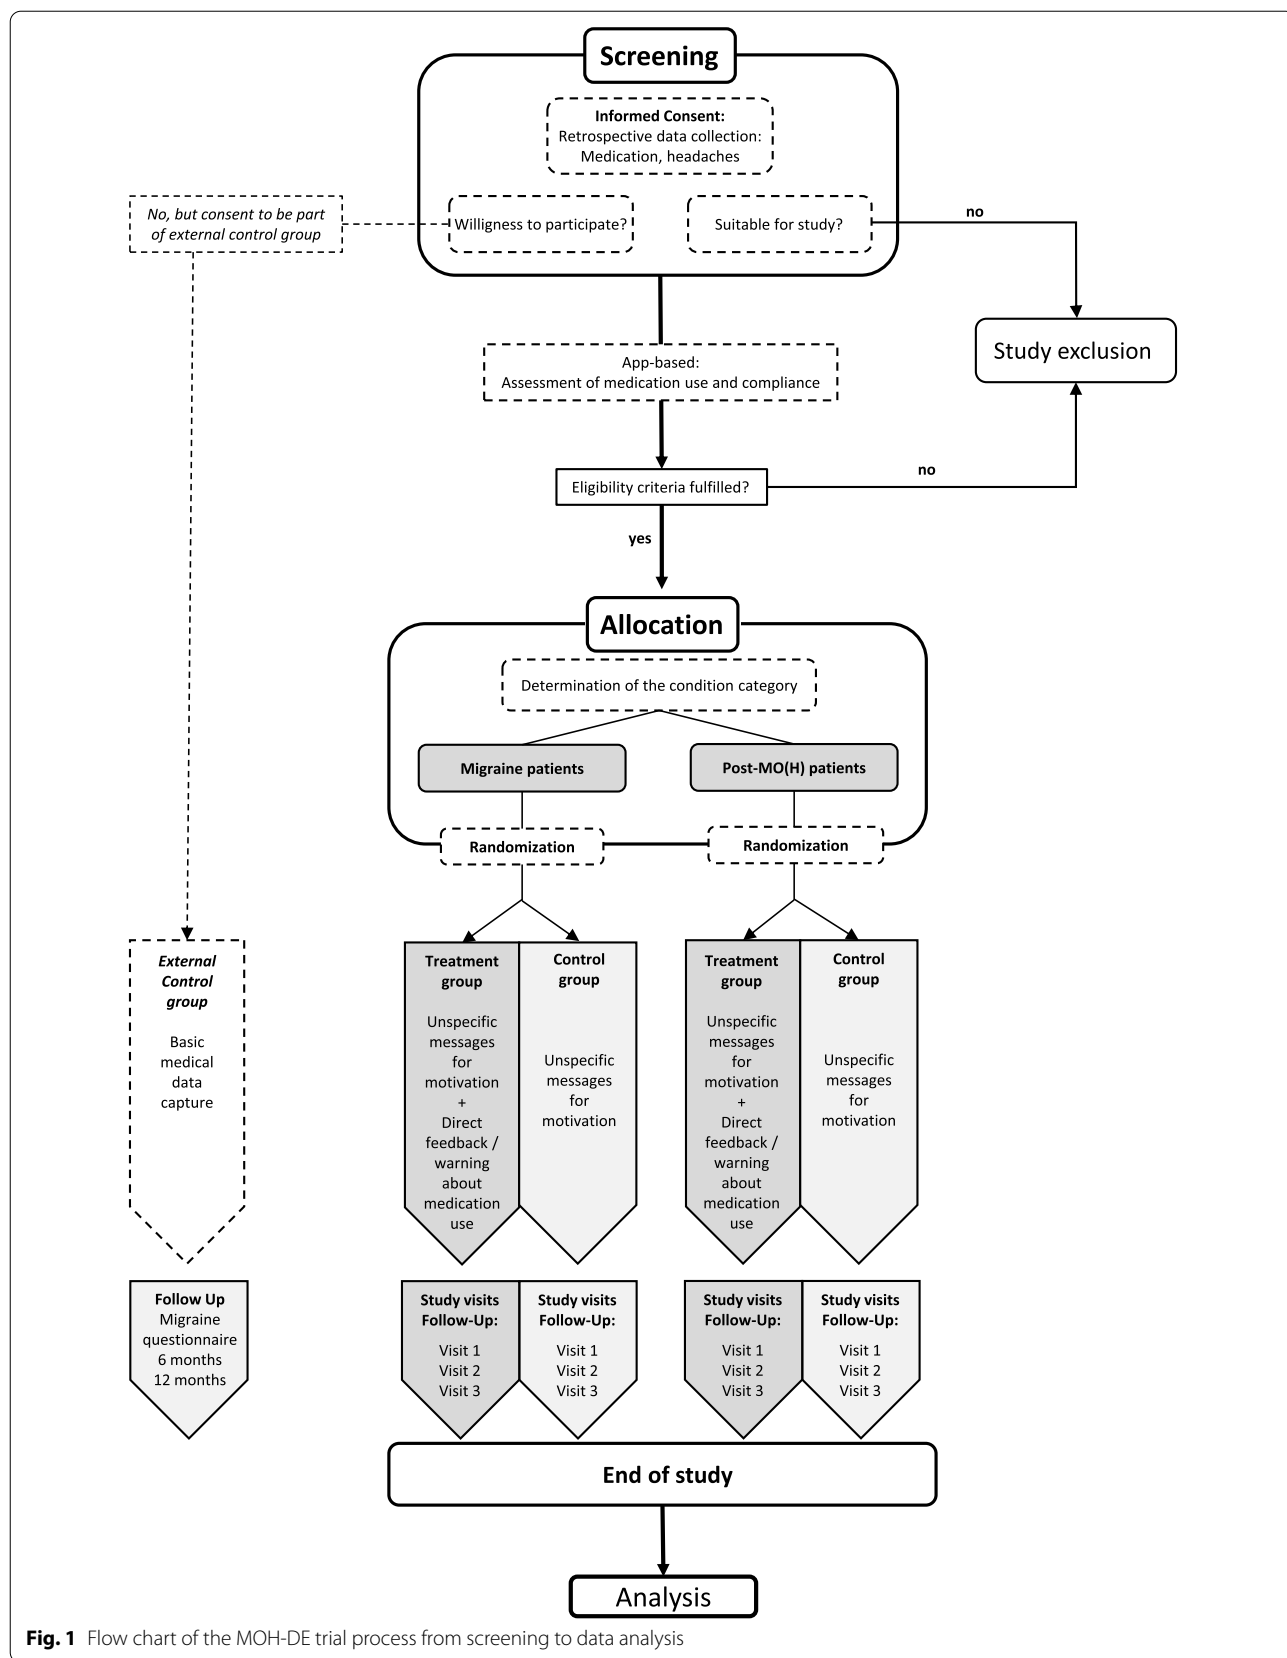 Screening
Informed Consent:
Retrospective data collection:
Medication, headaches
No, but consent to be part
of external control group
Willigness to participate?
Suitable for study?
no
Study exclusion
App-based:
Assessment of medication use and compliance
Eligibility criteria fulfilled?
no
yes
Allocation
Determination of the condition category
Migraine patients
Post-MO(H) patients
Randomization
Randomization
External
Control
group
Basic
medical
data
capture
Treatment
group
Unspecific
messages
for
motivation
+
Direct
feedback /
warning
about
medication
use
Control
group
Unspecific
messages
for
motivation
Treatment
group
Unspecific
messages
for
motivation
+
Direct
feedback /
warning
about
medication
use
Control
group
Unspecific
messages
for
motivation
Follow Up
Migraine
questionnaire
6 months
12 months
Study visits
Follow-Up:
Visit 1
Visit 2
Visit 3
Study visits
Follow-Up:
Visit 1
Visit 2
Visit 3
Study visits
Follow-Up:
Visit 1
Visit 2
Visit 3
Study visits
Follow-Up:
Visit 1
Visit 2
Visit 3
End of study
Analysis
Fig. 1 Flow chart of the MOH-DE trial process from screening to data analysis